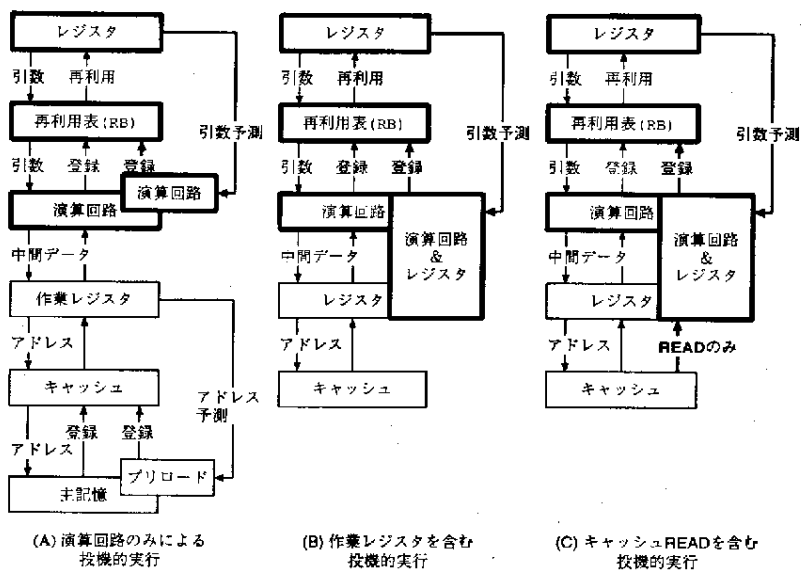 レジスタ
引数
再利用
再利用表(RB)
引数予測
引数
登録
登録
演算回路
演算回路
中間データ
作業レジスタ
アドレス
キャッシュ
アドレス
予測
アドレス
登録
登録
プリロード
主記憶
(A) 演算回路のみによる
投機的実行
レジスタ
引数
再利用
再利用表(RB)
引数予測
引数
登録
登録
演算回路
演算回路
&
レジスタ
中間データ
レジスタ
アドレス
キャッシュ
(B) 作業レジスタを含む
投機的実行
レジスタ
引数
再利用
再利用表(RB)
引数予測
引数
登録
登録
演算回路
演算回路
&
レジスタ
中間データ
レジスタ
アドレス
READのみ
キャッシュ
(C) キャッシュREADを含む
投機的実行